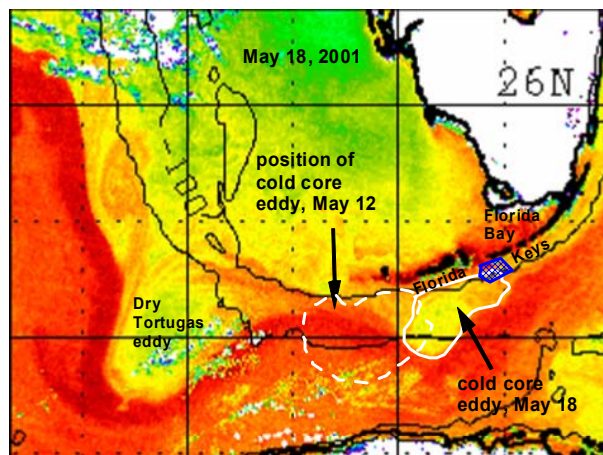 May 18, 2001
26N
100
position of
cold core
eddy, May 12
Florida
Bay
Florida Keys
Dry
Tortugas
eddy
cold core
eddy, May 18